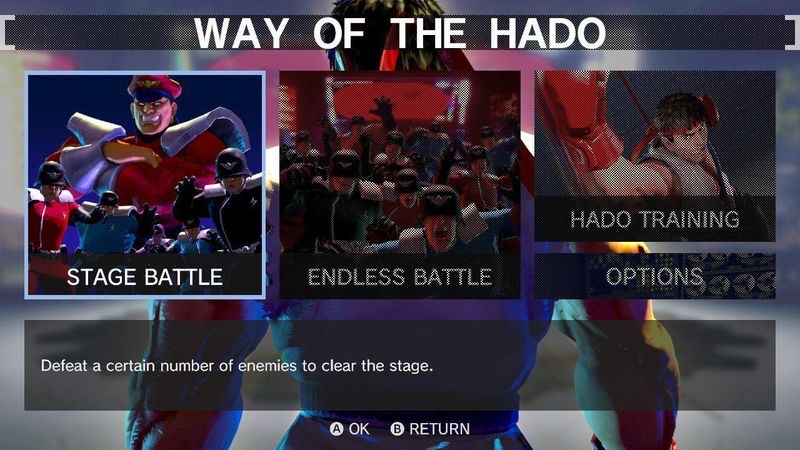 WAY OF THE HADO
STAGE BATTLE
ENDLESS BATTLE
HADO TRAINING
OPTIONS
Defeat a certain number of enemies to clear the stage.
A OK B RETURN